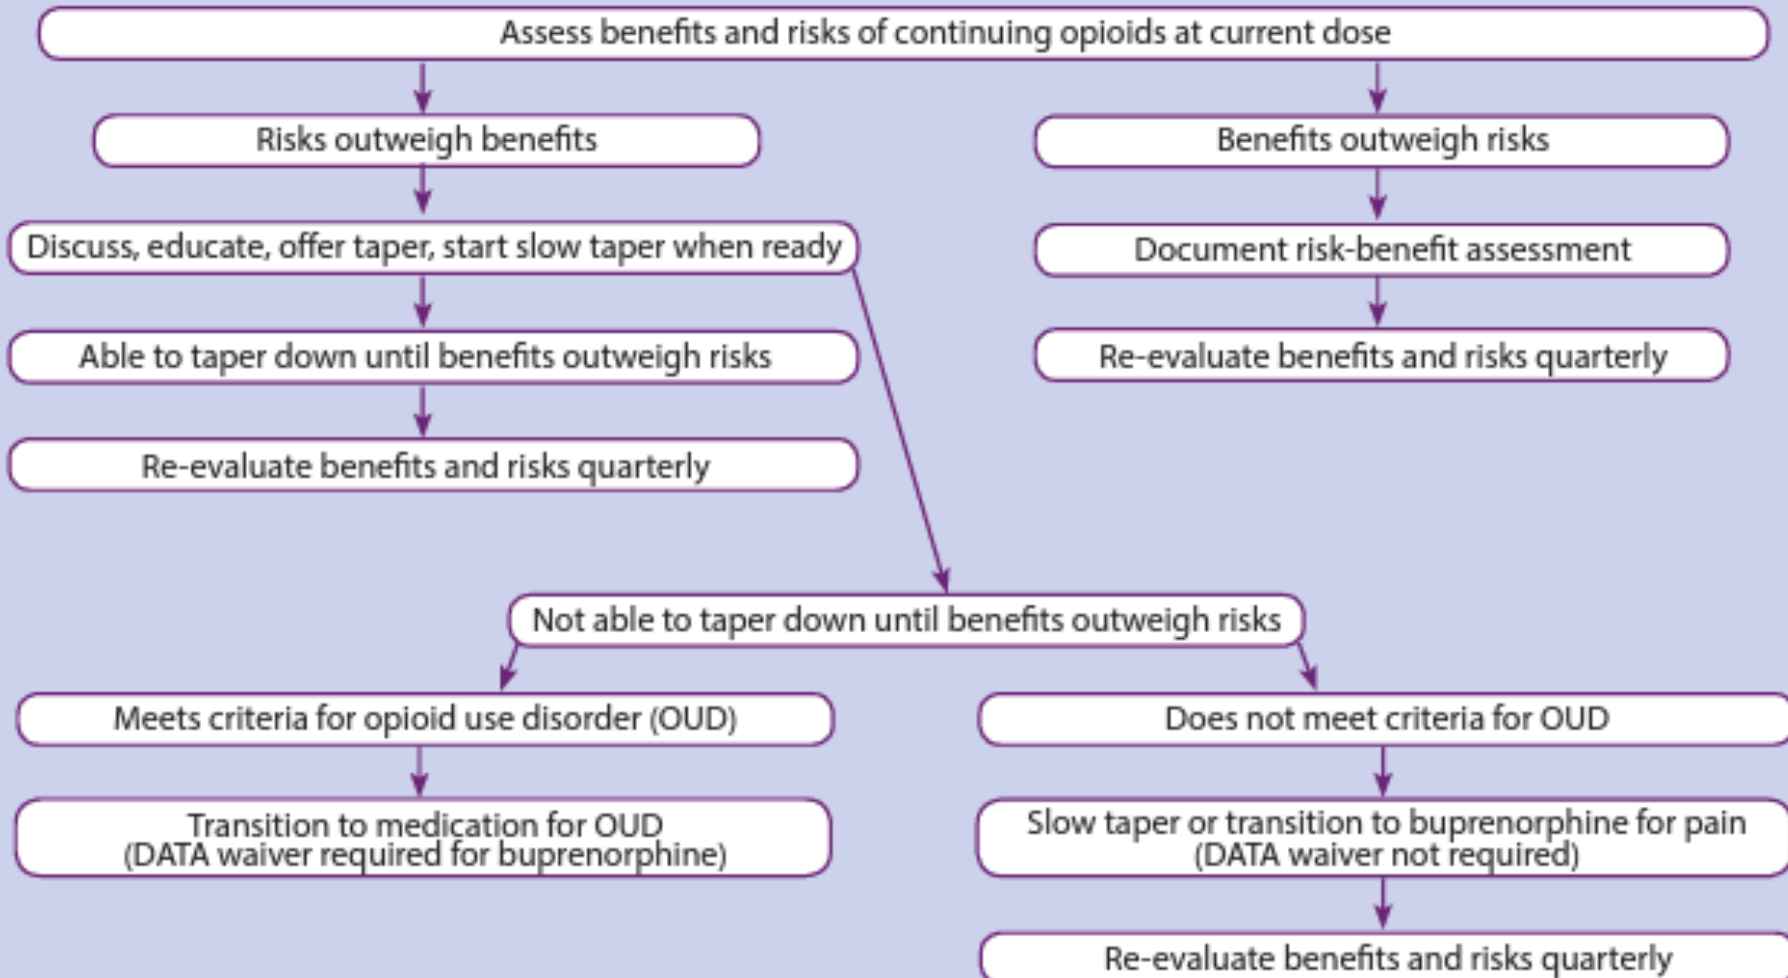 Assess benefits and risks of continuing opioids at current dose
Risks outweigh benefits
Benefits outweigh risks
Discuss, educate, offer taper, start slow taper when ready
Document risk-benefit assessment
Able to taper down until benefits outweigh risks
Re-evaluate benefits and risks quarterly
Re-evaluate benefits and risks quarterly
Not able to taper down until benefits outweigh risks
Meets criteria for opioid use disorder (OUD)
Does not meet criteria for OUD
Transition to medication for OUD
(DATA waiver required for buprenorphine)
Slow taper or transition to buprenorphine for pain
(DATA waiver not required)
Re-evaluate benefits and risks quarterly